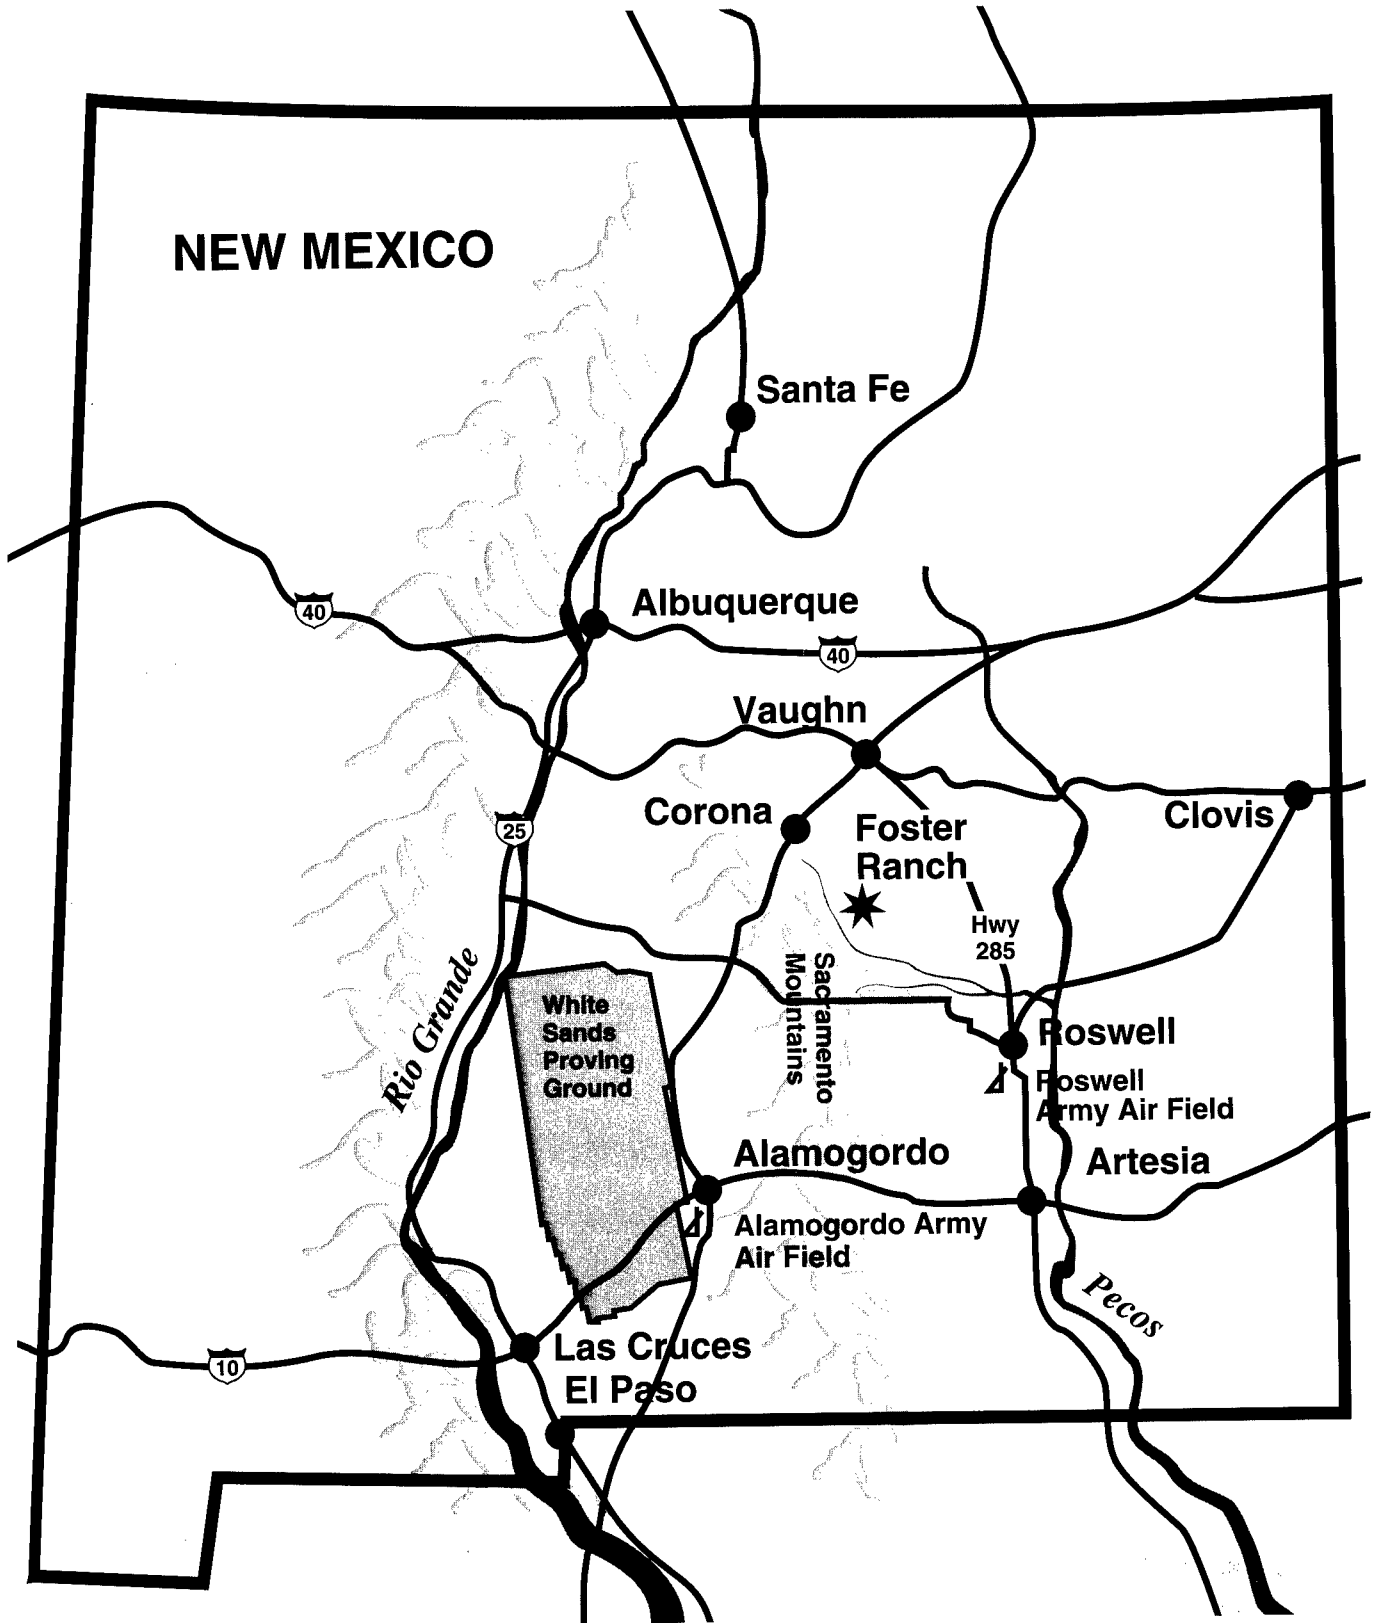 NEW MEXICO
Santa Fe
40
Albuquerque
40
Vaughn
Corona
Foster
Ranch
Clovis
25
Hwy
285
Rio Grande
White
Sands
Proving
Ground
Sacramento
Mountains
Roswell
Roswell
Army Air Field
Alamogordo
Artesia
Alamogordo Army
Air Field
Pecos
10
Las Cruces
El Paso